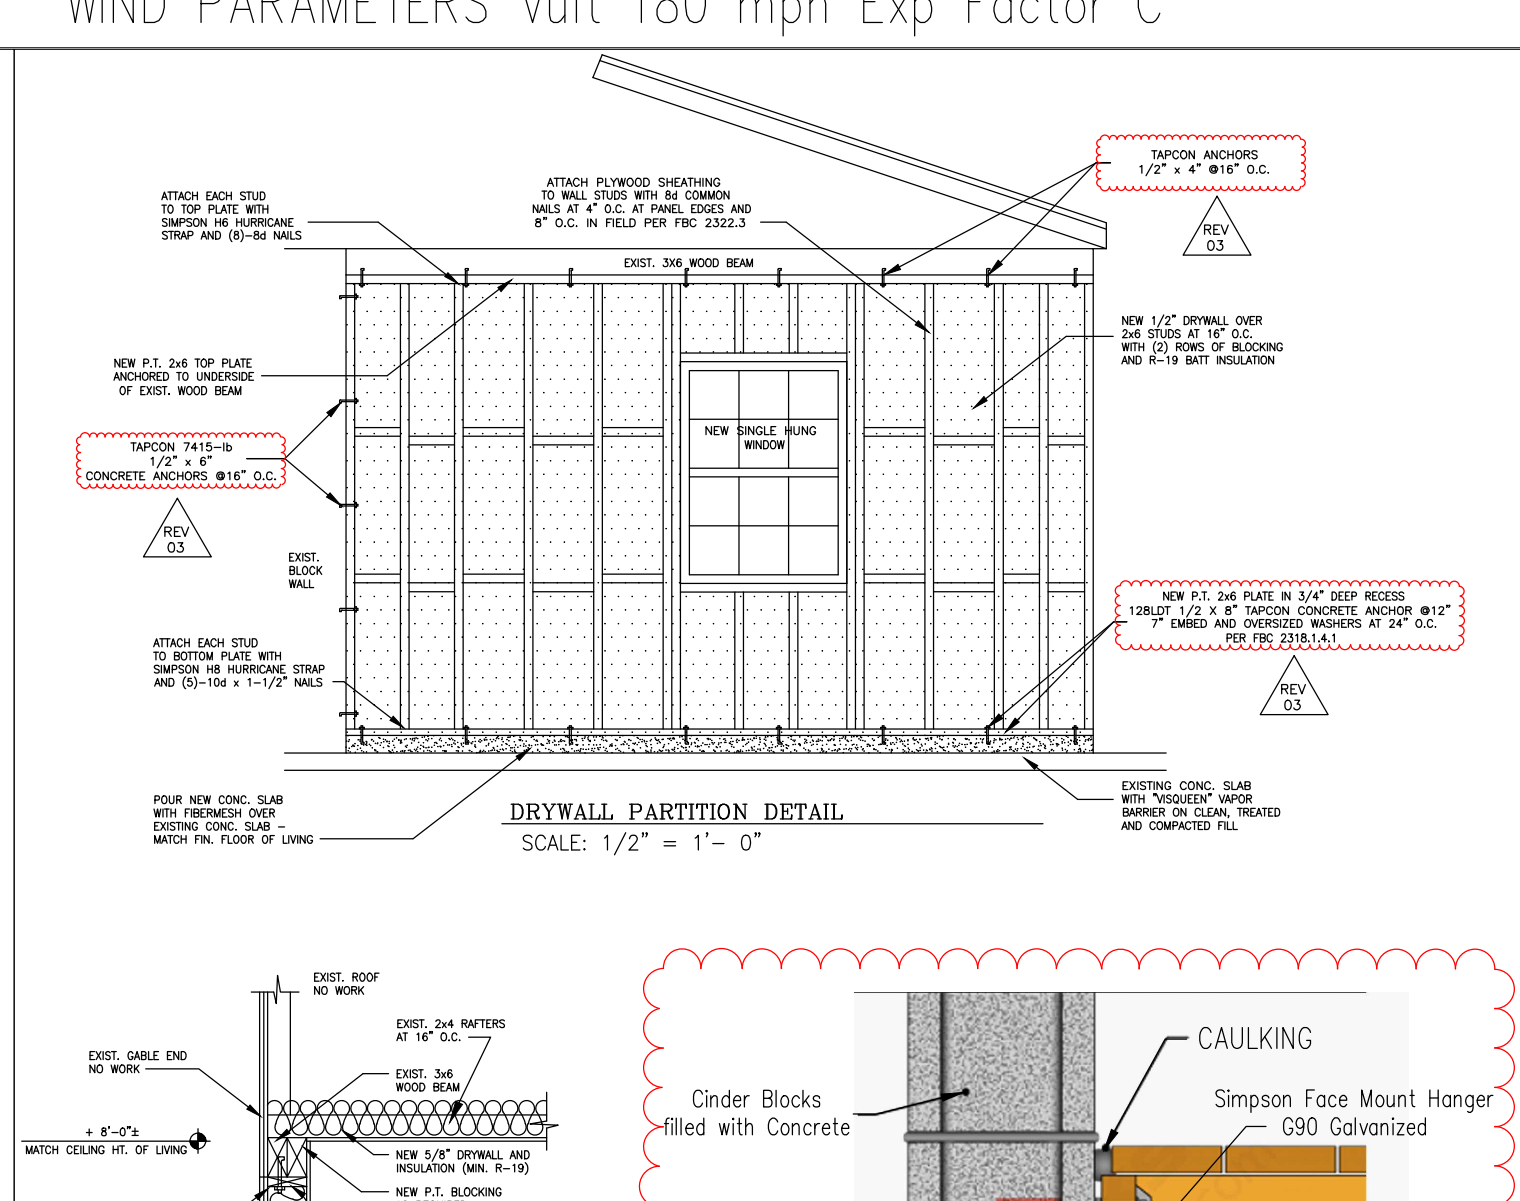 WIND PARAMETERS Vult 180 mph Exp Factor C
TAPCON ANCHORS
1/2" x 4" @16" O.C.
REV
03
ATTACH EACH STUD
TO TOP PLATE WITH
SIMPSON H6 HURRICANE
STRAP AND (8)-8d NAILS
ATTACH PLYWOOD SHEATHING
TO WALL STUDS WITH 8d COMMON
NAILS AT 4" O.C. AT PANEL EDGES AND
8" O.C. IN FIELD PER FBC 2322.3
EXIST. 3X6 WOOD BEAM
NEW 1/2" DRYWALL OVER
2x6 STUDS AT 16" O.C.
WITH (2) ROWS OF BLOCKING
AND R-19 BATT INSULATION
NEW P.T. 2x6 TOP PLATE
ANCHORED TO UNDERSIDE
OF EXIST. WOOD BEAM
NEW SINGLE HUNG
WINDOW
TAPCON 7415-lb
1/2" x 6"
CONCRETE ANCHORS @16" O.C.
REV
03
EXIST.
BLOCK
WALL
NEW P.T. 2x6 PLATE IN 3/4" DEEP RECESS
128LDT 1/2 X 8" TAPCON CONCRETE ANCHOR @12"
7" EMBED AND OVERSIZED WASHERS AT 24" O.C.
PER FBC 2318.1.4.1
REV
03
ATTACH EACH STUD
TO BOTTOM PLATE WITH
SIMPSON H8 HURRICANE STRAP
AND (5)-10d x 1-1/2" NAILS
POUR NEW CONC. SLAB
WITH FIBERMESH OVER
EXISTING CONC. SLAB -
MATCH FIN. FLOOR OF LIVING
DRYWALL PARTITION DETAIL
SCALE: 1/2" = 1'- 0"
EXISTING CONC. SLAB
WITH "VISQUEEN" VAPOR
BARRIER ON CLEAN, TREATED
AND COMPACTED FILL
EXIST. ROOF
NO WORK
EXIST. 2x4 RAFTERS
AT 16" O.C.
EXIST. GABLE END
NO WORK
EXIST. 3x6
WOOD BEAM
+ 8'-0"±
MATCH CEILING HT. OF LIVING
NEW 5/8" DRYWALL AND
INSULATION (MIN. R-19)
NEW P.T. BLOCKING
CAULKING
Cinder Blocks
filled with Concrete
Simpson Face Mount Hanger
G90 Galvanized